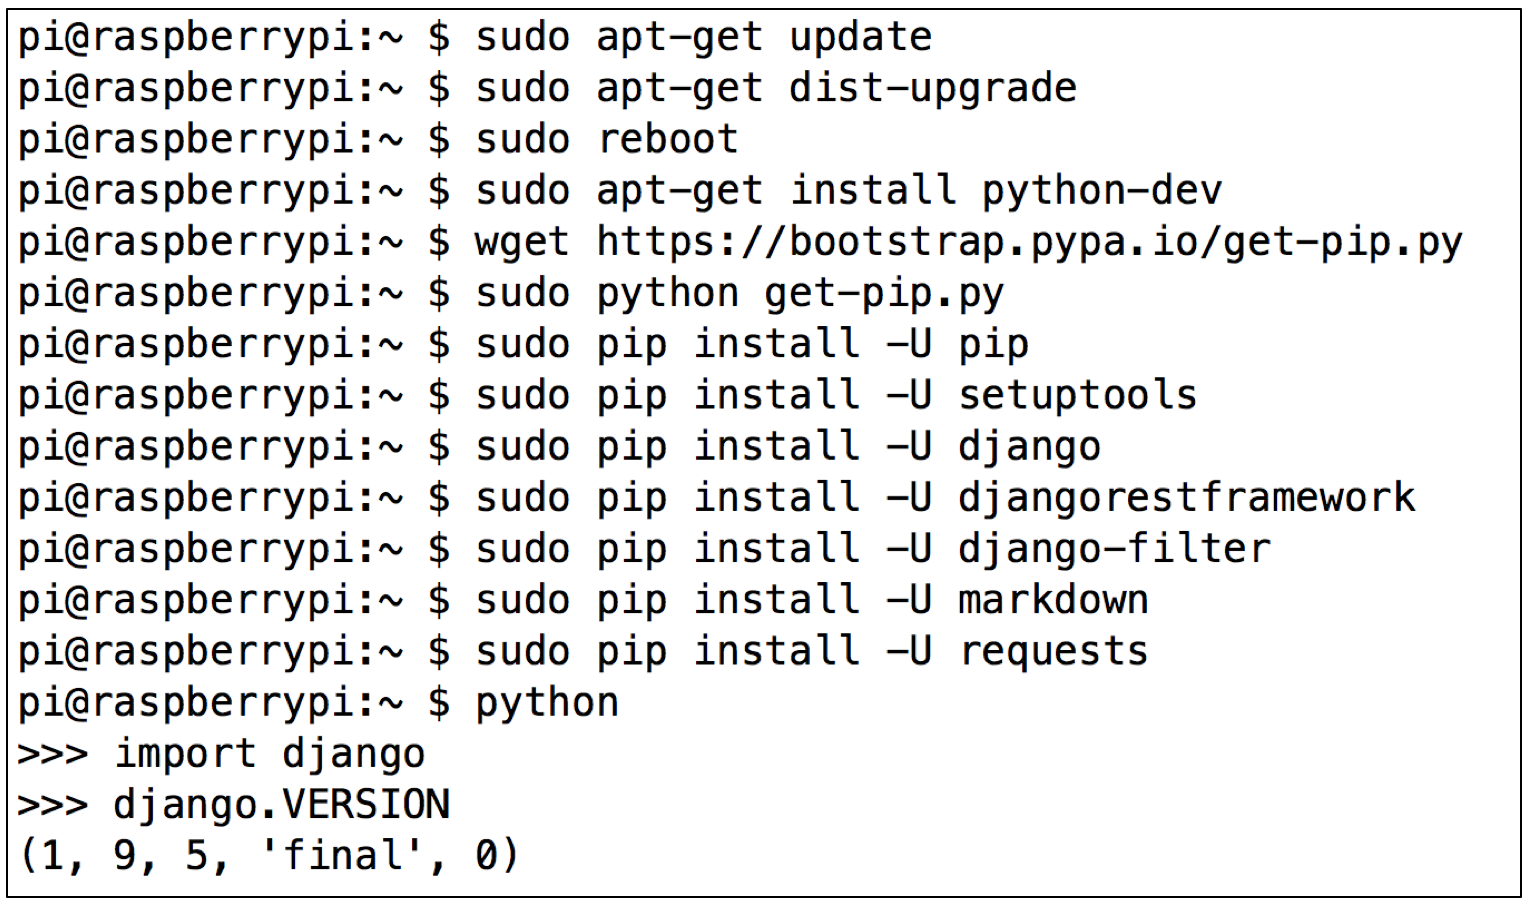 pi@raspberrypi:~ $ sudo apt-get update
pi@raspberrypi:~ $ sudo apt-get dist-upgrade
pi@raspberrypi:~ $ sudo reboot
pi@raspberrypi:~ $ sudo apt-get install python-dev
pi@raspberrypi:~ $ wget https://bootstrap.pypa.io/get-pip.py
pi@raspberrypi:~ $ sudo python get-pip.py
pi@raspberrypi:~ $ sudo pip install -U pip
pi@raspberrypi:~ $ sudo pip install -U setuptools
pi@raspberrypi:~ $ sudo pip install -U django
pi@raspberrypi:~ $ sudo pip install -U djangorestframework
pi@raspberrypi:~ $ sudo pip install -U django-filter
pi@raspberrypi:~ $ sudo pip install -U markdown
pi@raspberrypi:~ $ sudo pip install -U requests
pi@raspberrypi:~ $ python
>>> import django
>>> django.VERSION
(1, 9, 5, 'final', 0)